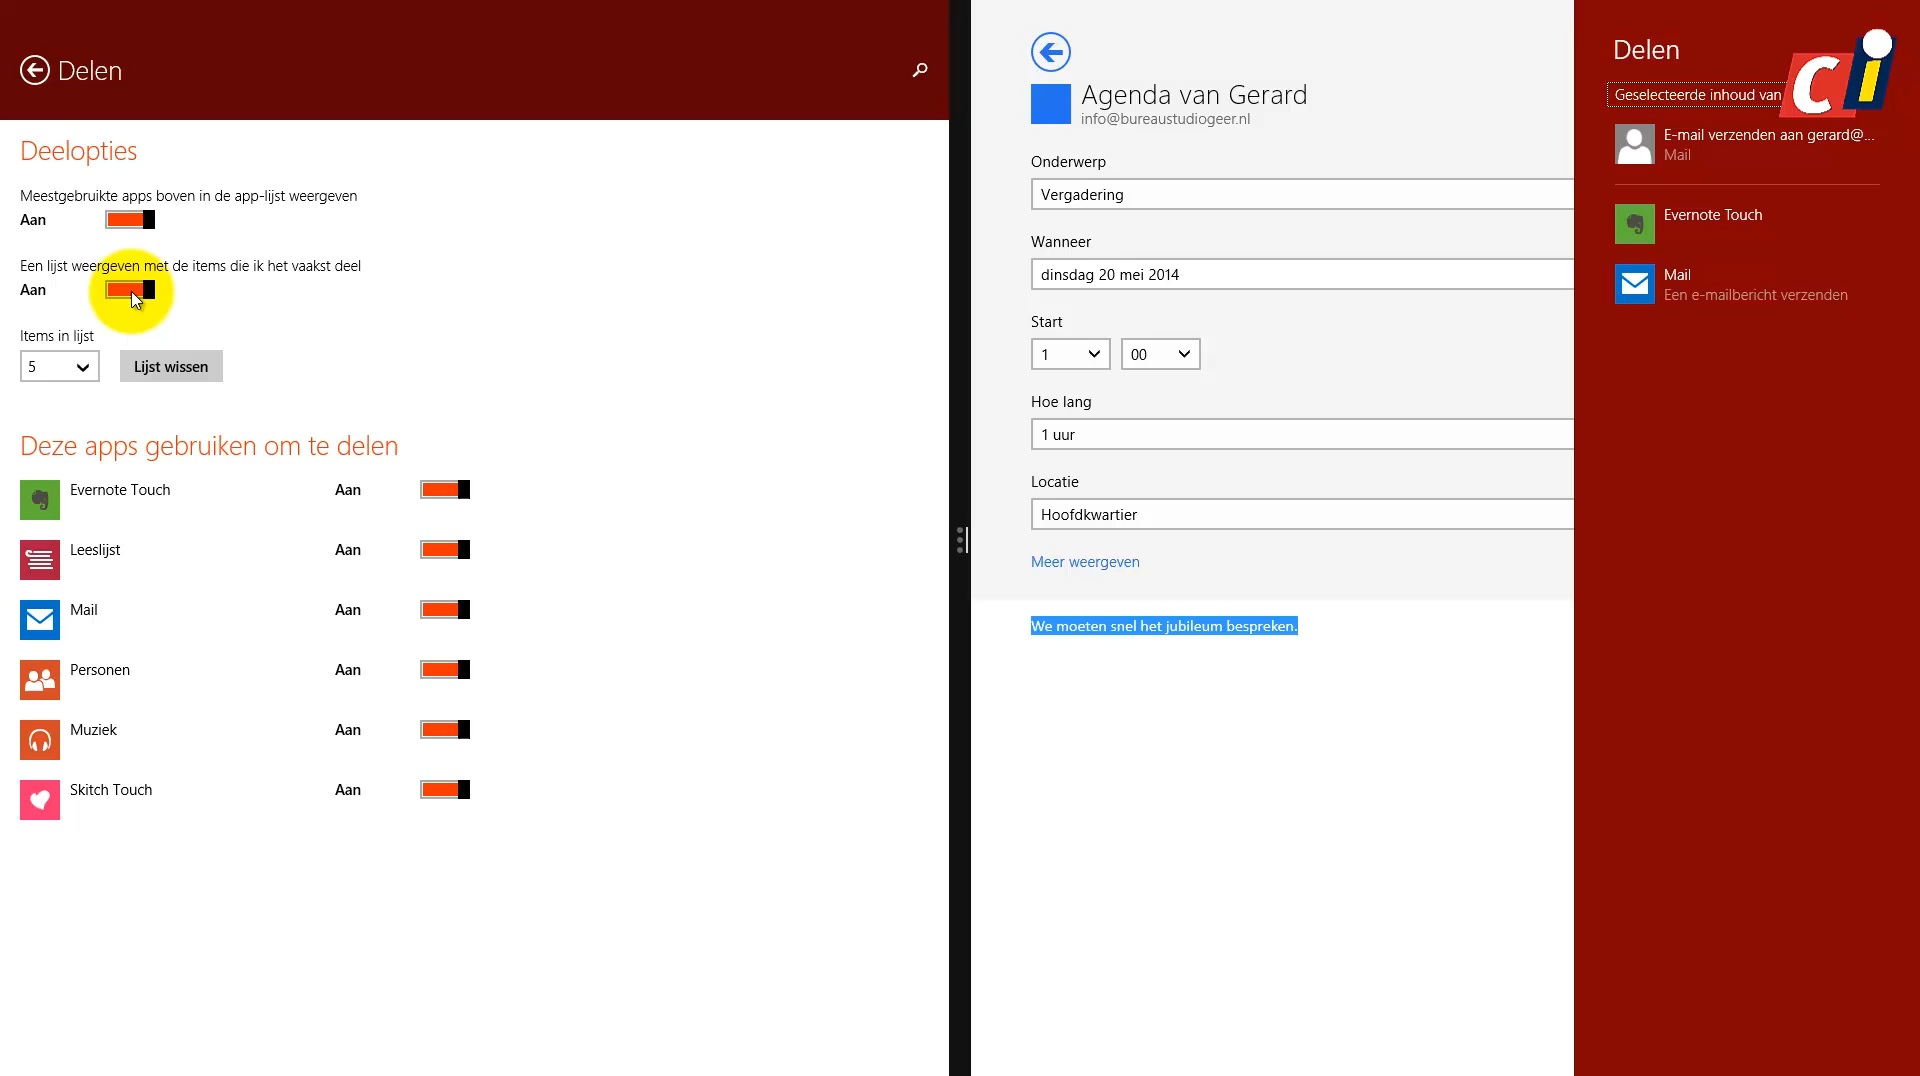 Delen
Deelopties
Meestgebruikte apps boven in de app-lijst weergeven
Aan
Een lijst weergeven met de items die ik het vaakst deel
Aan
Items in lijst
5
Lijst wissen
Deze apps gebruiken om te delen
Evernote Touch Aan
Leeslijst Aan
Mail Aan
Personen Aan
Muziek Aan
Skitch Touch Aan
Agenda van Gerard
info@bureaustudiogeer.nl
Onderwerp
Vergadering
Wanneer
dinsdag 20 mei 2014
Start
1 00
Hoe lang
1 uur
Locatie
Hoofdkwartier
Meer weergeven
We moeten snel het jubileum bespreken.
Delen
Ci
Geselecteerde inhoud van
E-mail verzenden aan gerard@...
Mail
Evernote Touch
Mail
Een e-mailbericht verzenden